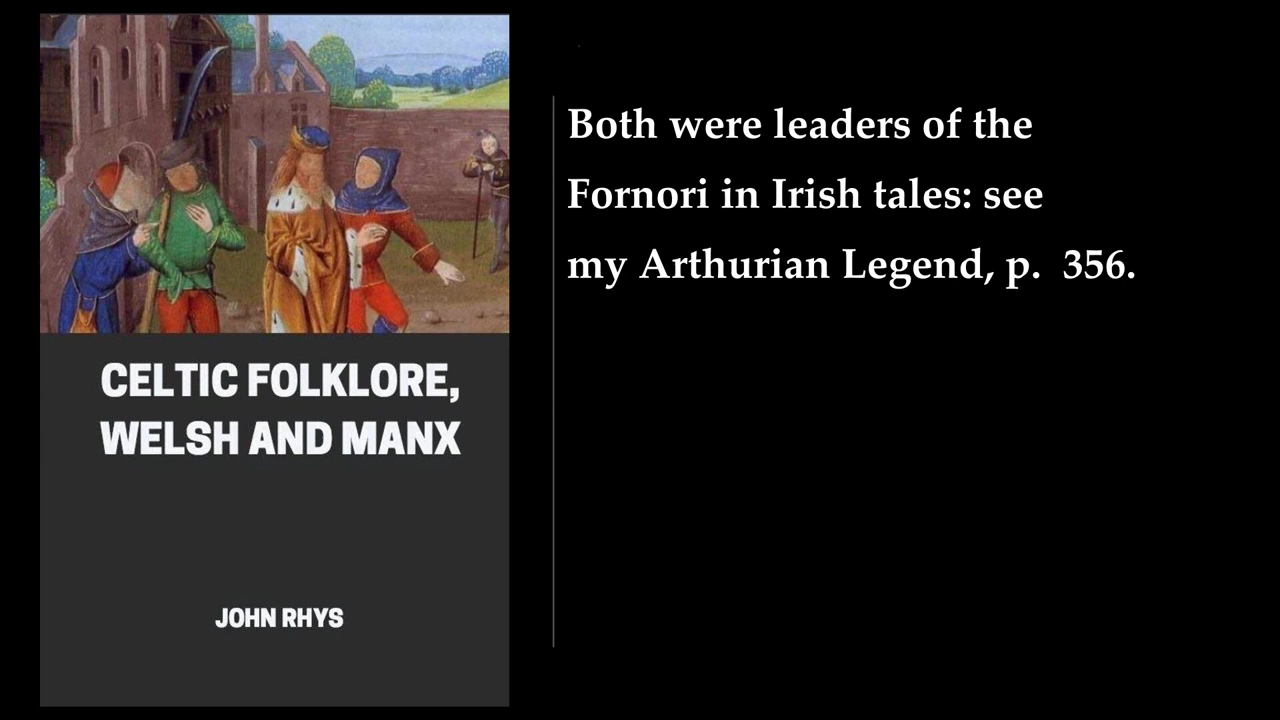 CELTIC FOLKLORE,
WELSH AND MANX
JOHN RHYS
Both were leaders of the
Fornori in Irish tales: see
my Arthurian Legend, p. 356.